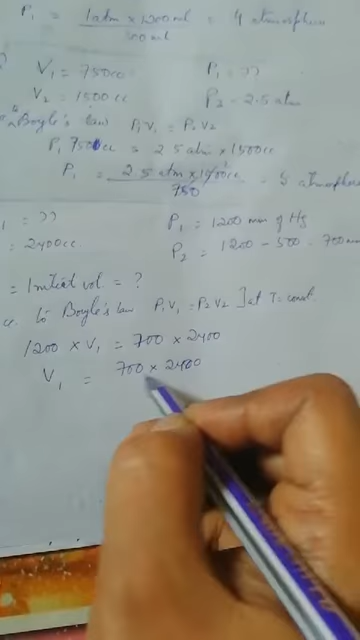 P₁ = 1atm × 1200 ml = 4 atmosphere
ml
V₁ = 750cc P₁ = ??
V₂ = 1500 cc P₂ = 2.5 atm
Boyle's law P₁V₁ = P₂V₂
P₁ 750cc = 2.5 atm × 1500cc
P₁ = 2.5 atm × 1500cc = 5 atmosphere
750
= ?? P₁ = 1200 mm of Hg
= 2400cc. P₂ = 1200 - 500 = 700mm
= Initial vol. = ?
to Boyle's law P₁V₁ = P₂V₂ ] at T const.
1200 × V₁ = 700 × 2400
V₁ = 700 × 2400